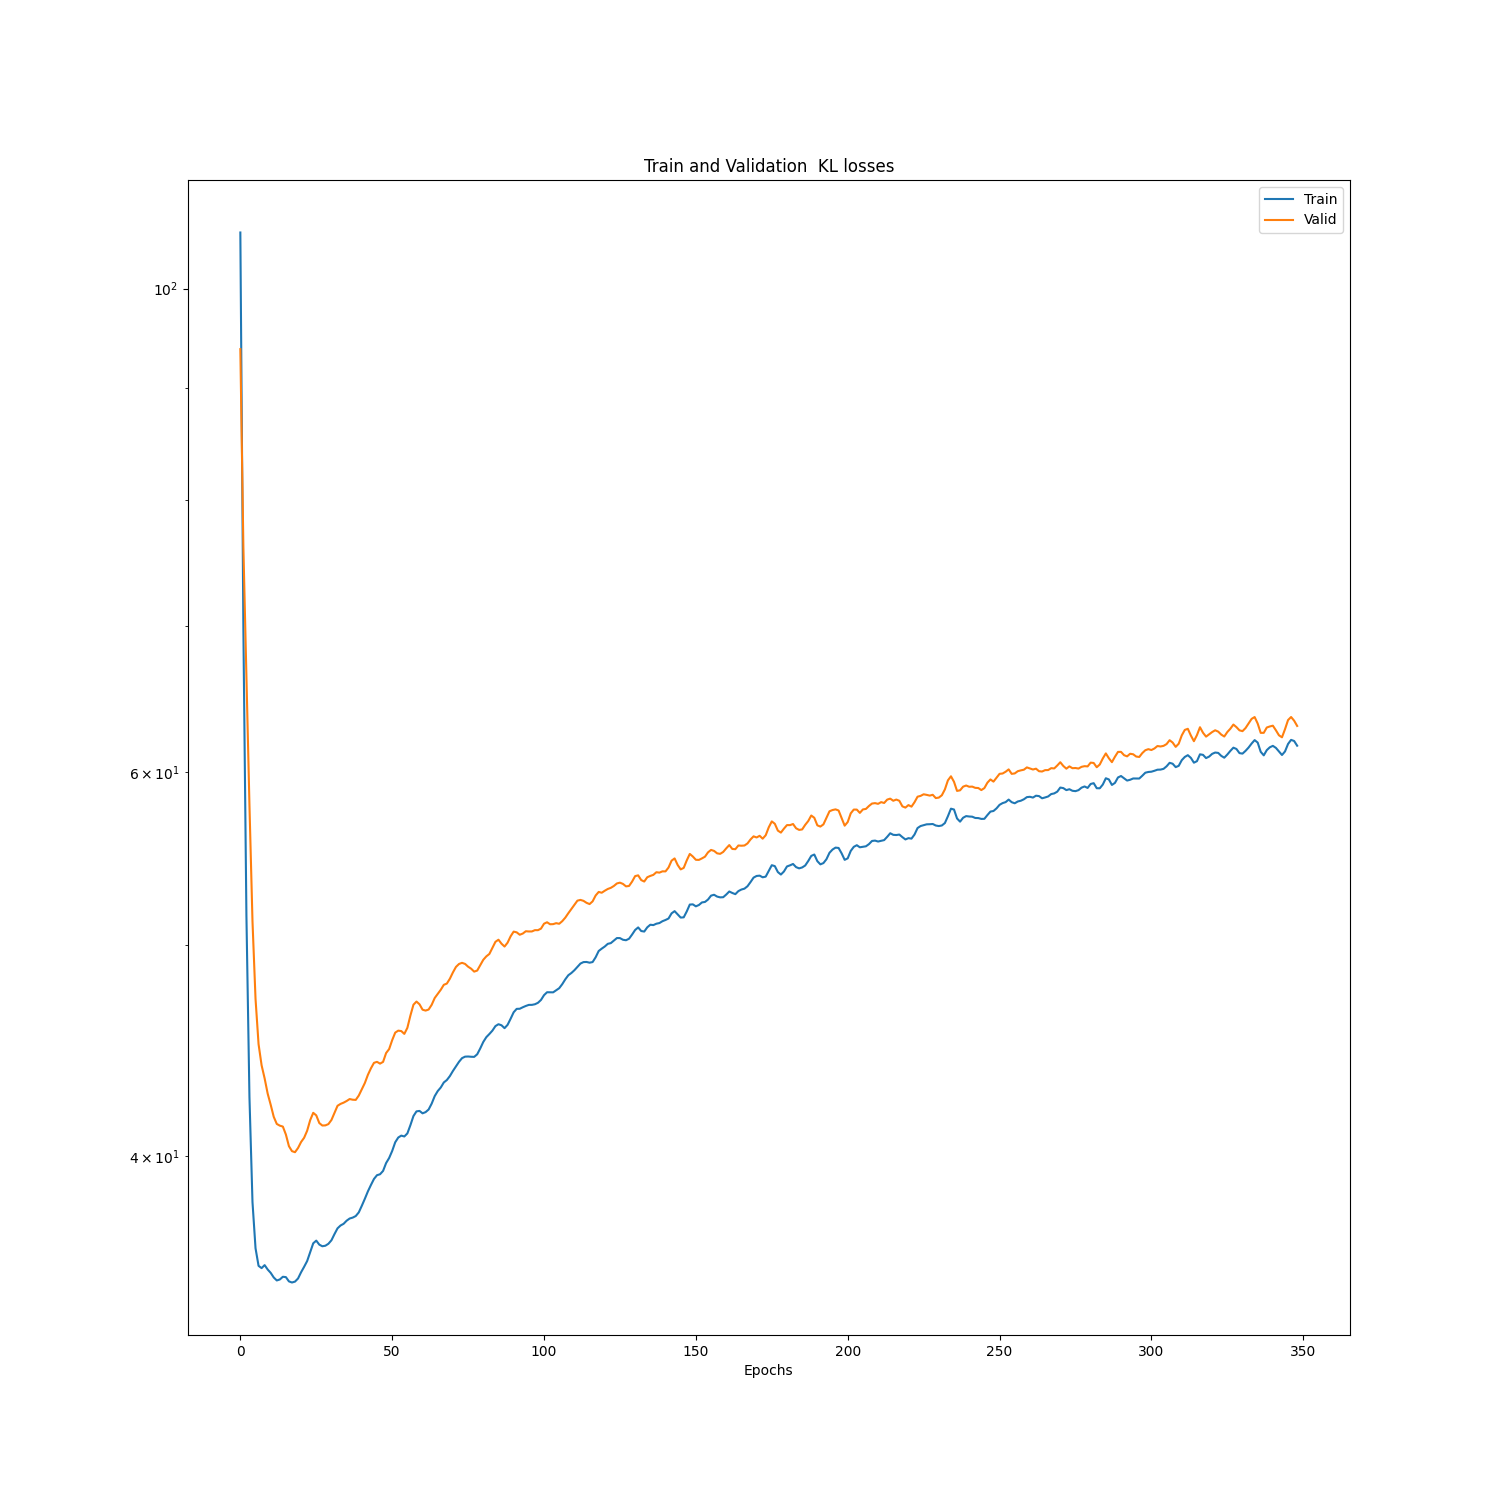 Train and Validation  KL losses
Train
Valid
10²
6 × 10¹
4 × 10¹
0 50 100 150 200 250 300 350
Epochs